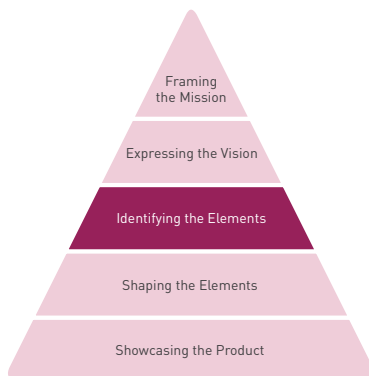 Framing
the Mission
Expressing the Vision
Identifying the Elements
Shaping the Elements
Showcasing the Product